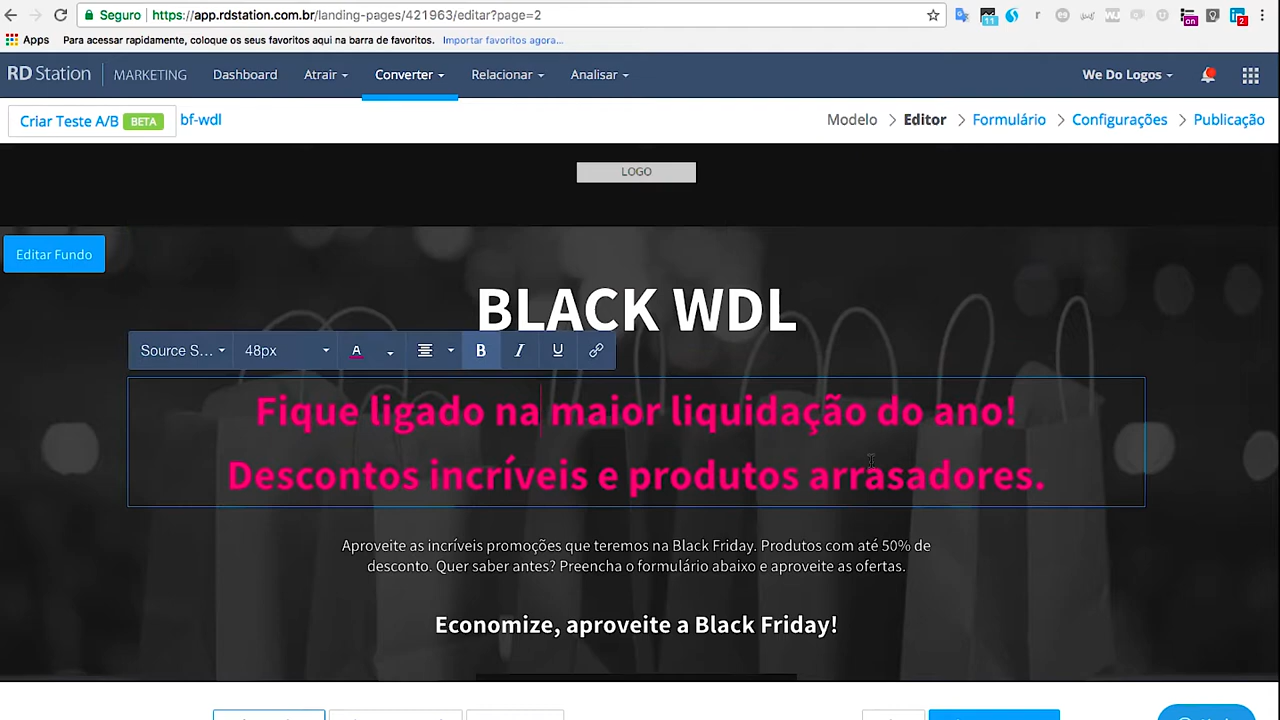 Seguro https://app.rdstation.com.br/landing-pages/421963/editar?page=2
11
on
2
Apps Para acessar rapidamente, coloque os seus favoritos aqui na barra de favoritos. Importar favoritos agora...
RD Station MARKETING Dashboard Atrair Converter Relacionar Analisar We Do Logos
Criar Teste A/B BETA bf-wdl Modelo Editor Formulário Configurações Publicação
LOGO
Editar Fundo
BLACK WDL
Source S... 48px A B I U
Fique ligado na maior liquidação do ano!
Descontos incríveis e produtos arrasadores.
Aproveite as incríveis promoções que teremos na Black Friday. Produtos com até 50% de
desconto. Quer saber antes? Preencha o formulário abaixo e aproveite as ofertas.
Economize, aproveite a Black Friday!